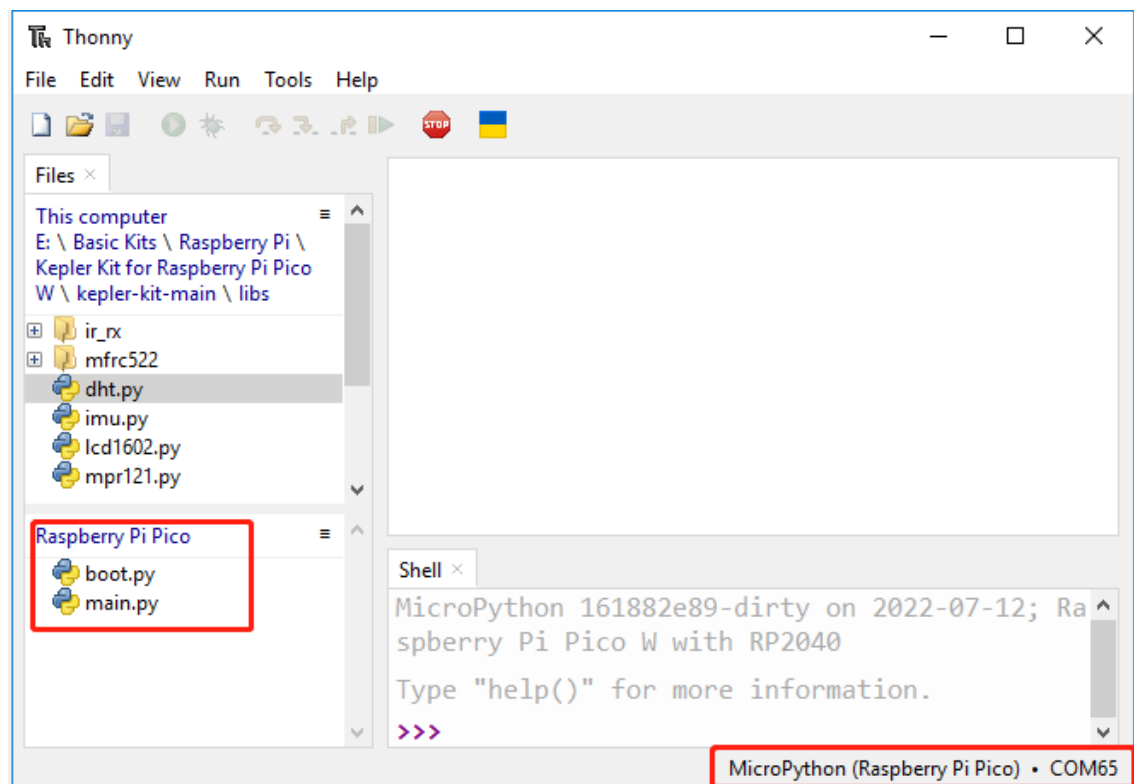 Thonny
File Edit View Run Tools Help
STOP
Files
This computer
E: \ Basic Kits \ Raspberry Pi \
Kepler Kit for Raspberry Pi Pico
W \ kepler-kit-main \ libs
ir_rx
mfrc522
dht.py
imu.py
lcd1602.py
mpr121.py
Raspberry Pi Pico
boot.py
main.py
Shell
MicroPython 161882e89-dirty on 2022-07-12; Ra
spberry Pi Pico W with RP2040
Type "help()" for more information.
>>>
MicroPython (Raspberry Pi Pico) • COM65